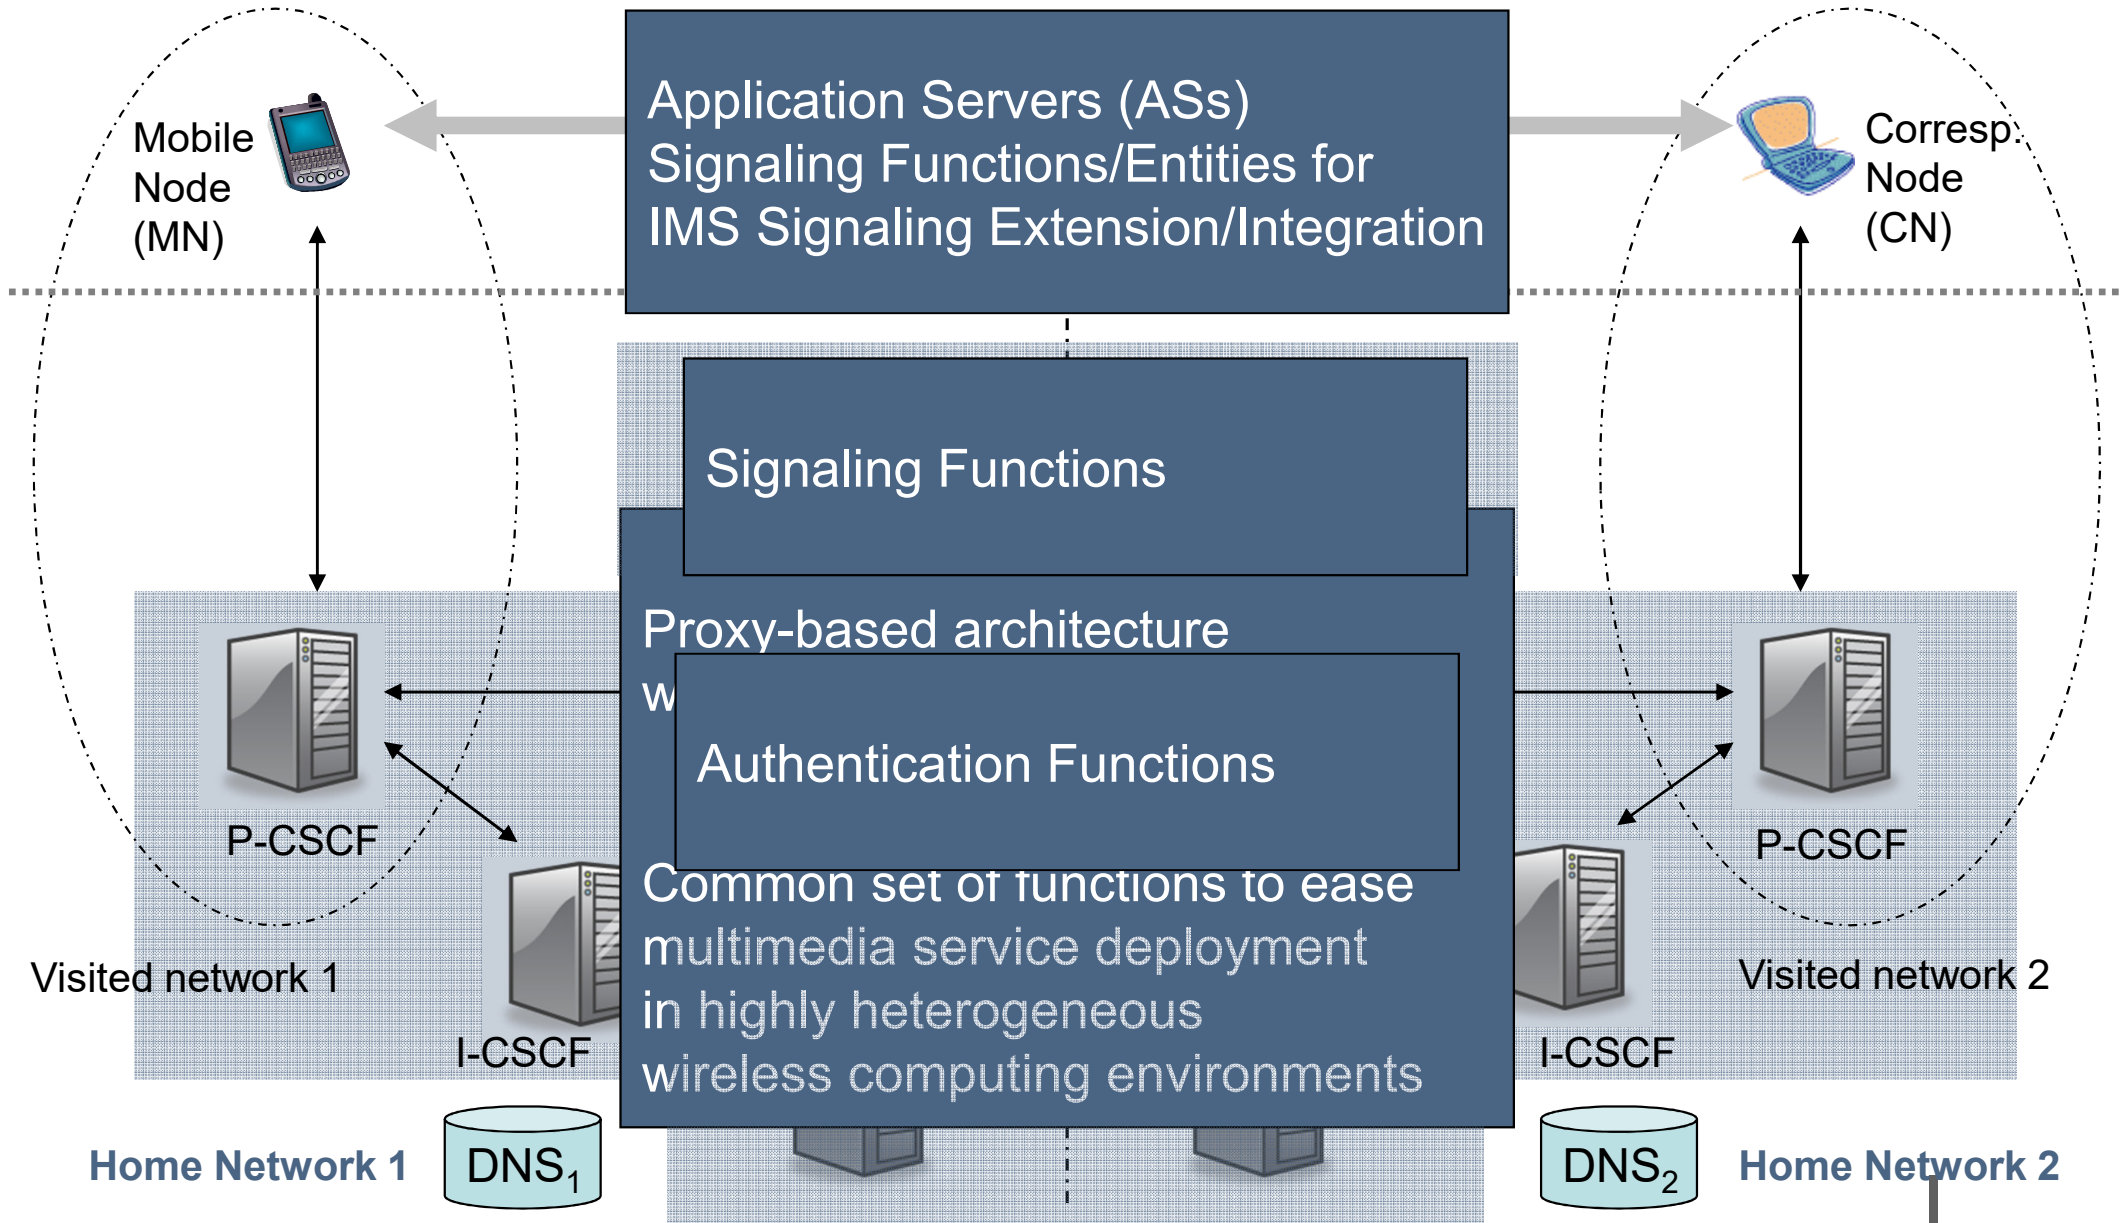 Application Servers (ASs)
Signaling Functions/Entities for
IMS Signaling Extension/Integration
Mobile
Node
(MN)
Corresp.
Node
(CN)
Signaling Functions
Proxy-based architecture
Authentication Functions
P-CSCF
P-CSCF
Common set of functions to ease
multimedia service deployment
in highly heterogeneous
wireless computing environments
Visited network 1
Visited network 2
I-CSCF
I-CSCF
Home Network 1
DNS1
DNS2
Home Network 2